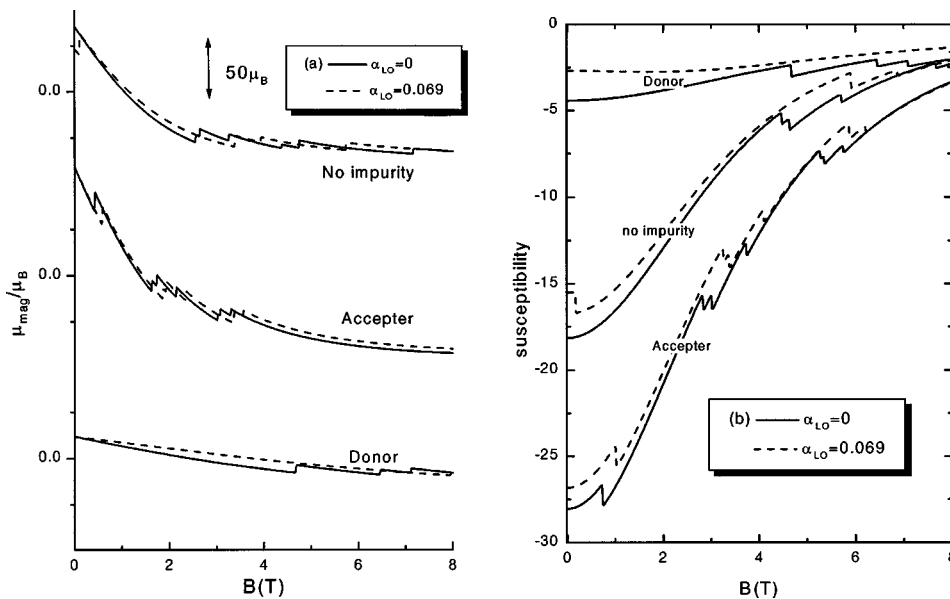 (a) α_LO=0
α_LO=0.069
50μ_B
0.0
No impurity
0.0
Accepter
0.0
Donor
μ_mag/μ_B
0 2 4 6 8
B(T)
0
-5
-10
-15
-20
-25
-30
susceptibility
Donor
no impurity
Accepter
(b) α_LO=0
α_LO=0.069
0 2 4 6 8
B(T)